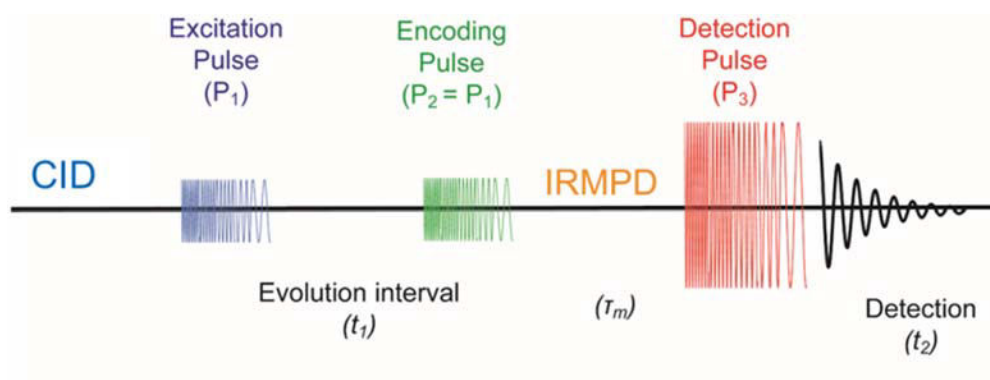 Excitation
Pulse
(P₁)
Encoding
Pulse
(P₂ = P₁)
Detection
Pulse
(P₃)
CID
IRMPD
Evolution interval
(t₁)
(τₘ)
Detection
(t₂)